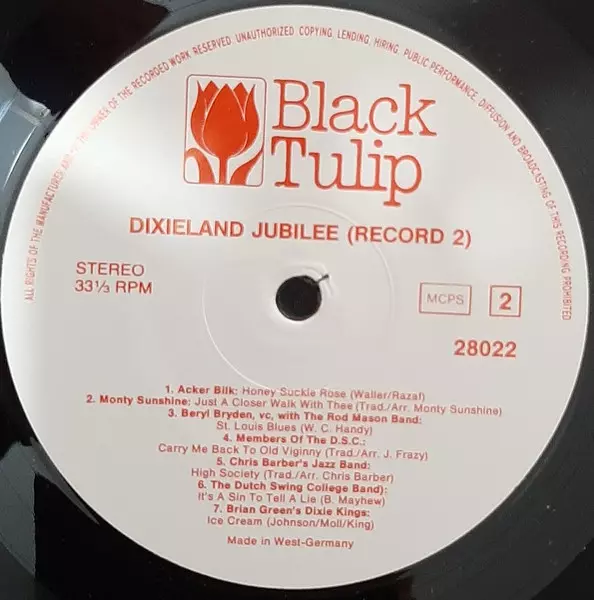 ALL RIGHTS OF THE MANUFACTURER AND OF THE OWNER OF THE RECORDED WORK RESERVED. UNAUTHORIZED COPYING, LENDING, HIRING, PUBLIC PERFORMANCE, DIFFUSION AND BROADCASTING OF THIS RECORDING PROHIBITED
Black
Tulip
DIXIELAND JUBILEE (RECORD 2)
STEREO
33⅓ RPM
MCPS
2
28022
1. Acker Bilk: Honey Suckle Rose (Waller/Razaf)
2. Monty Sunshine: Just A Closer Walk With Thee (Trad./Arr. Monty Sunshine)
3. Beryl Bryden, vc, with The Rod Mason Band:
St. Louis Blues (W. C. Handy)
4. Members Of The D.S.C.:
Carry Me Back To Old Viginny (Trad./Arr. J. Frazy)
5. Chris Barber's Jazz Band:
High Society (Trad./Arr. Chris Barber)
6. The Dutch Swing College Band):
It's A Sin To Tell A Lie (B. Mayhew)
7. Brian Green's Dixie Kings:
Ice Cream (Johnson/Moll/King)
Made in West-Germany